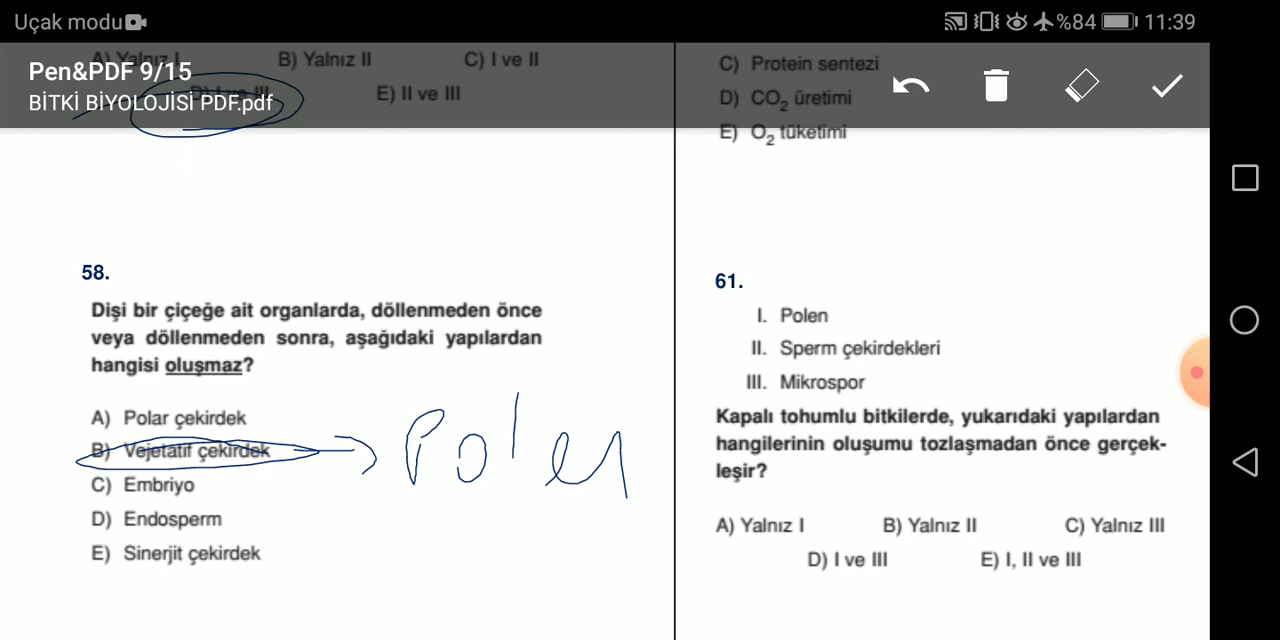 Uçak modu
%84 11:39
Pen&PDF 9/15
BİTKİ BİYOLOJİSİ PDF.pdf
A) Yalnız I B) Yalnız II C) I ve II
D) I ve III E) II ve III
58.
Dişi bir çiçeğe ait organlarda, döllenmeden önce
veya döllenmeden sonra, aşağıdaki yapılardan
hangisi oluşmaz?
A) Polar çekirdek
B) Vejetatif çekirdek
Polen
C) Embriyo
D) Endosperm
E) Sinerjit çekirdek
C) Protein sentezi
D) CO₂ üretimi
E) O₂ tüketimi
61.
I. Polen
II. Sperm çekirdekleri
III. Mikrospor
Kapalı tohumlu bitkilerde, yukarıdaki yapılardan
hangilerinin oluşumu tozlaşmadan önce gerçek-
leşir?
A) Yalnız I B) Yalnız II C) Yalnız III
D) I ve III E) I, II ve III